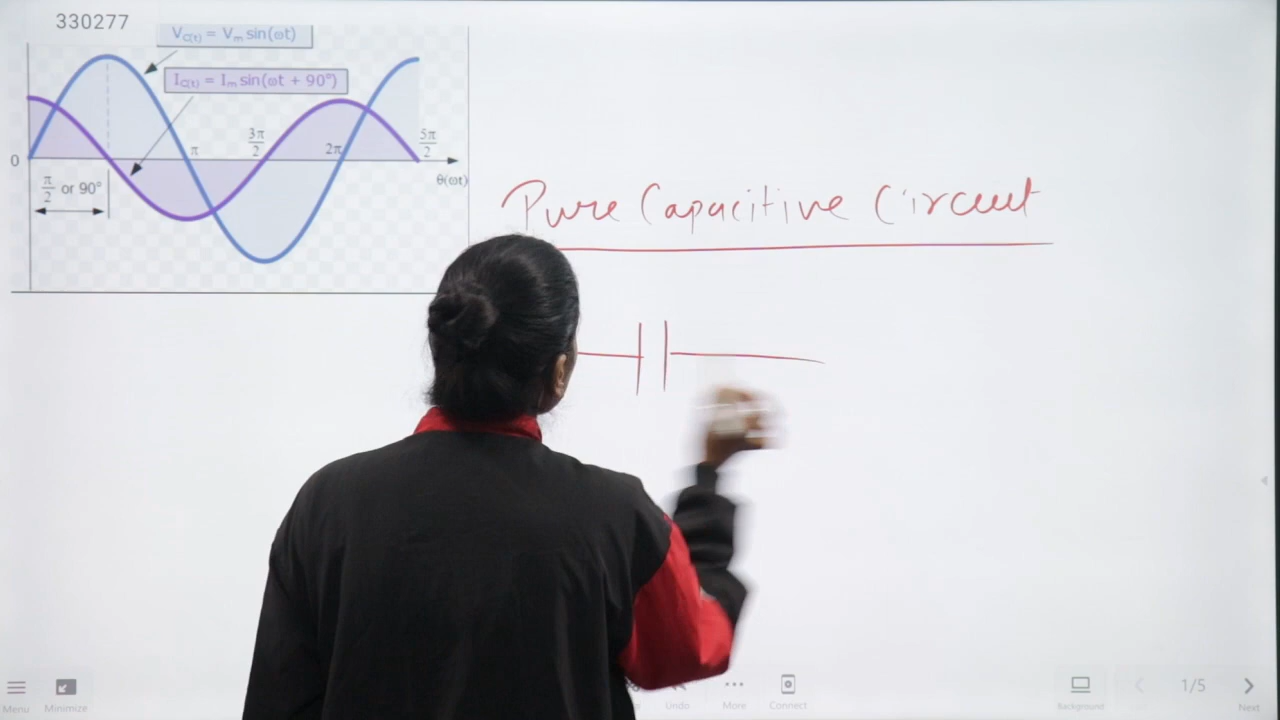 330277
V_C(t) = V_m sin(ωt)
I_C(t) = I_m sin(ωt + 90°)
0
π
3π/2
2π
5π/2
θ(ωt)
π/2 or 90°
Pure Capacitive Circuit
Menu
Minimize
Undo
More
Connect
Background
1/5
Next